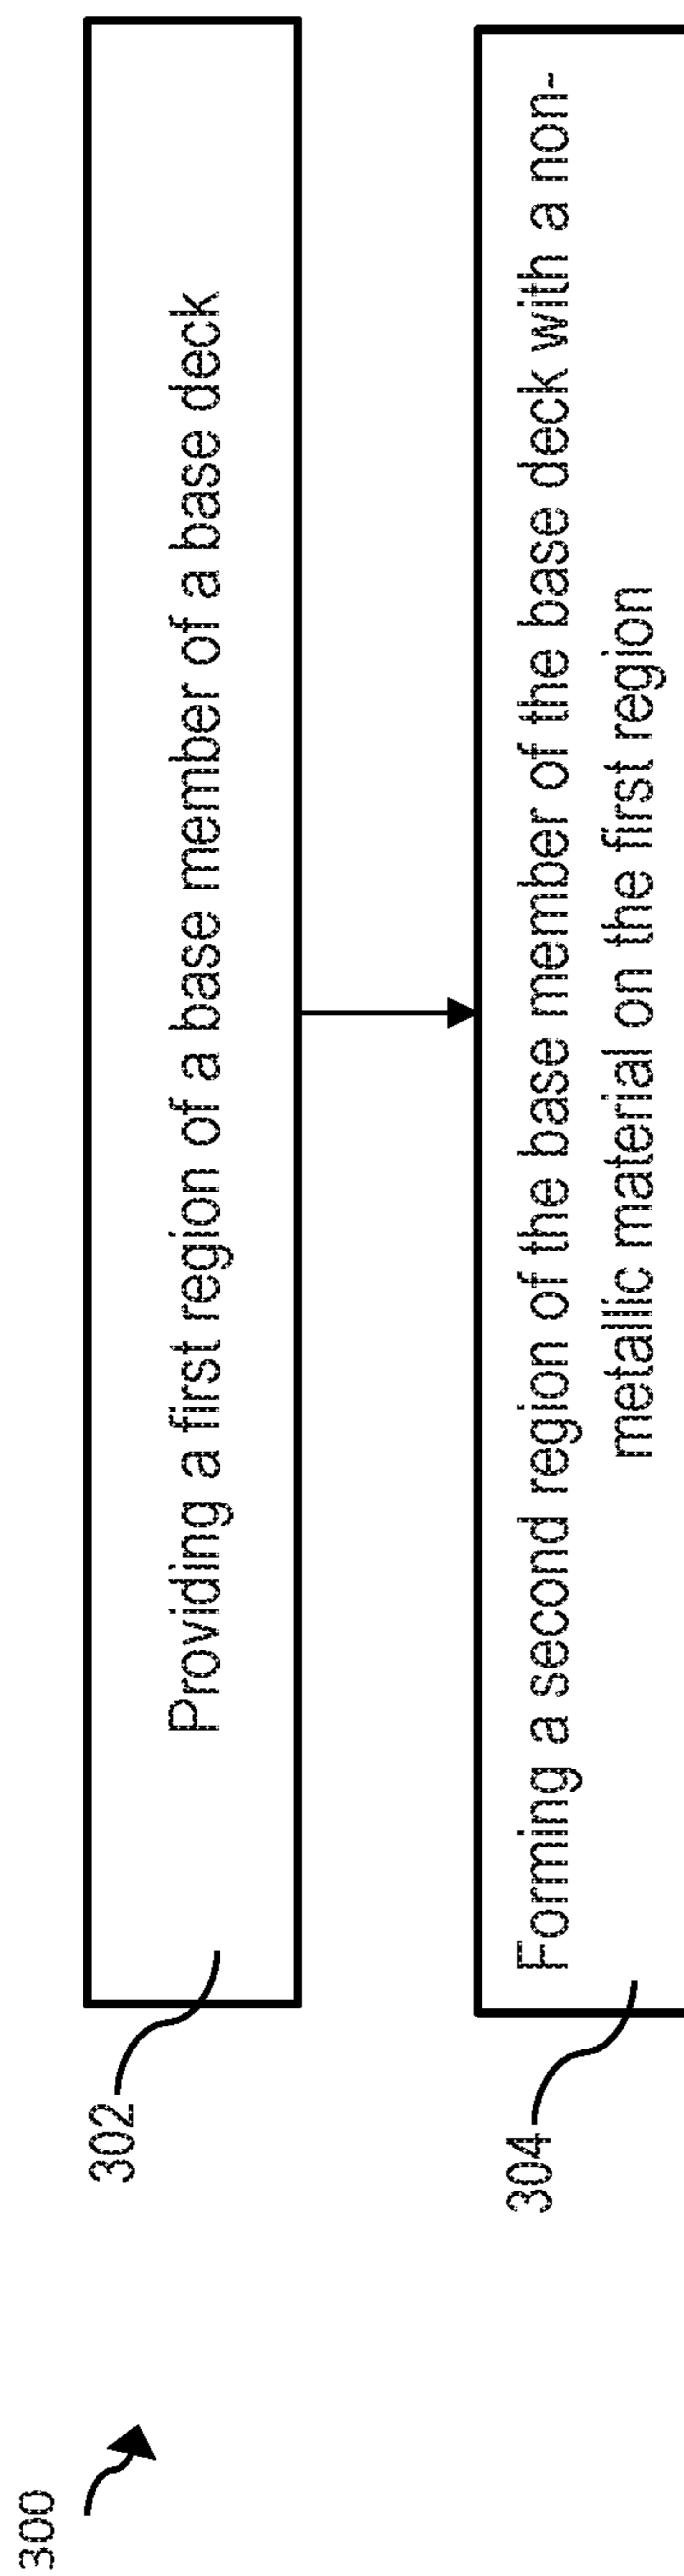 300
302
Providing a first region of a base member of a base deck
304
Forming a second region of the base member of the base deck with a non-
metallic material on the first region